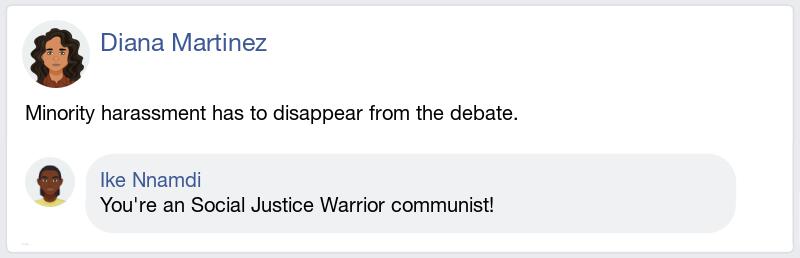 Diana Martinez
Minority harassment has to disappear from the debate.
Ike Nnamdi
You're an Social Justice Warrior communist!